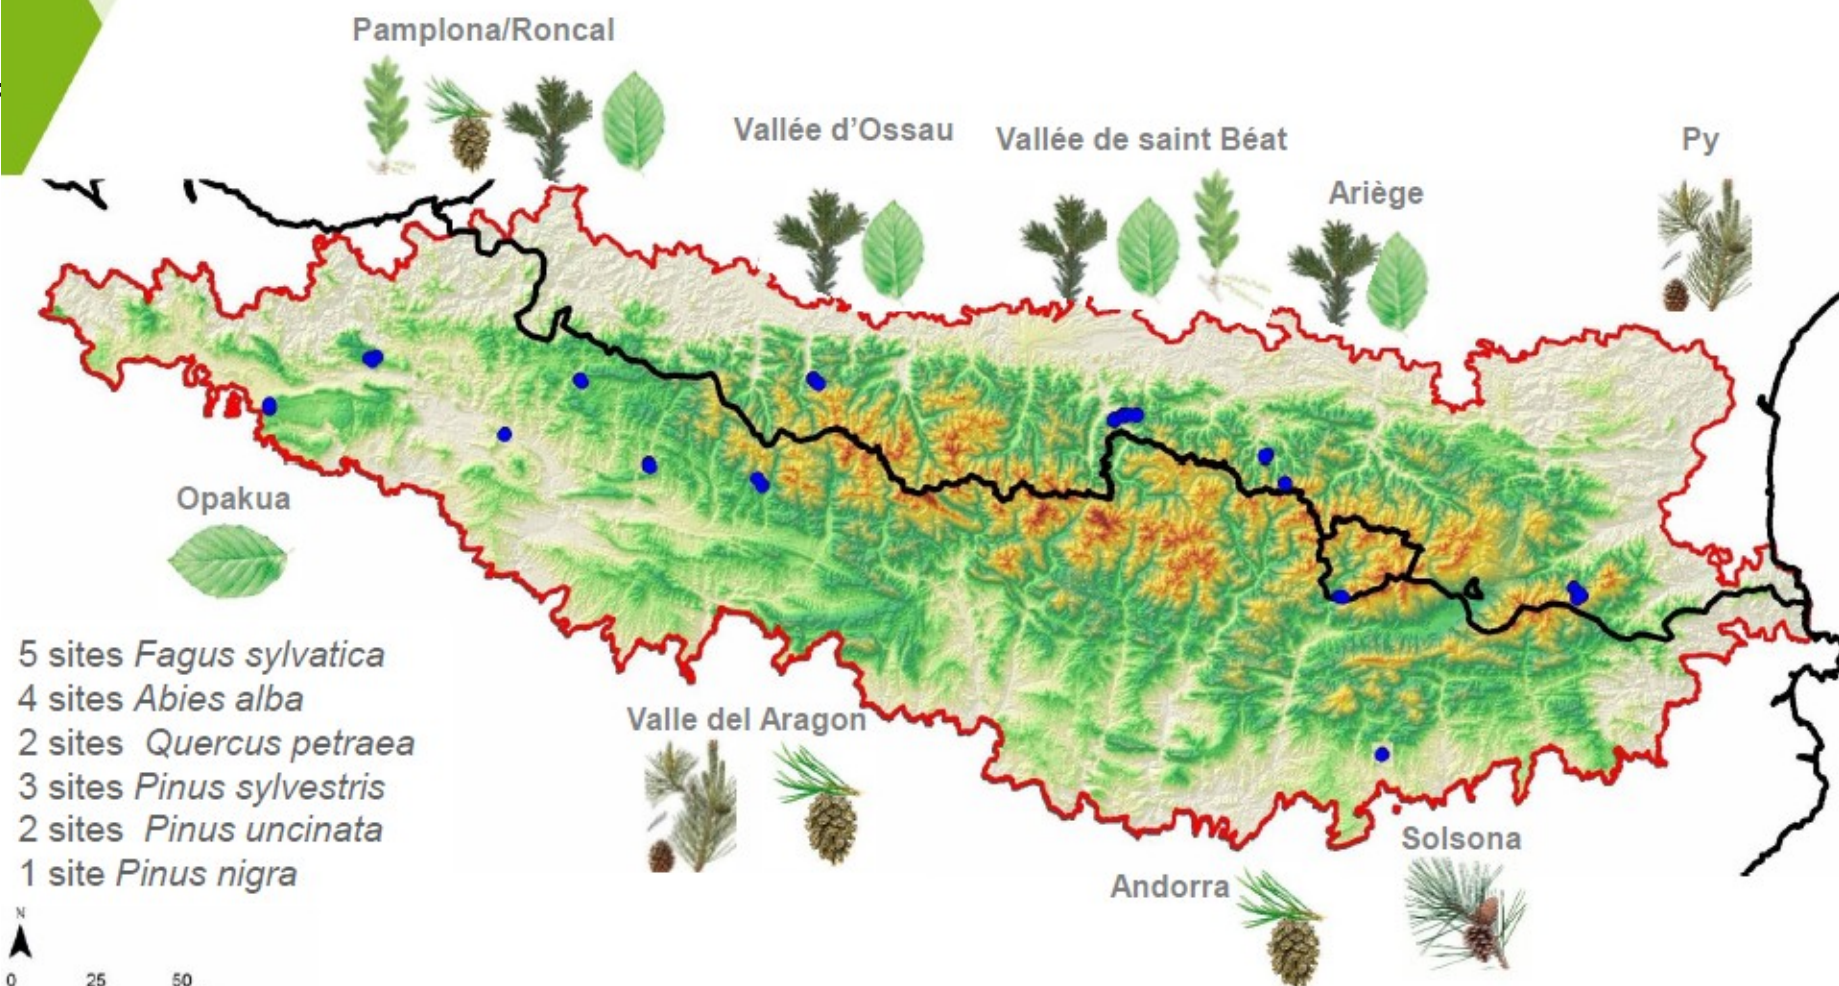 Pamplona/Roncal
Vallée d'Ossau
Vallée de saint Béat
Ariège
Py
Opakua
5 sites Fagus sylvatica
4 sites Abies alba
2 sites Quercus petraea
3 sites Pinus sylvestris
2 sites Pinus uncinata
1 site Pinus nigra
Valle del Aragon
Andorra
Solsona
N
0 25 50